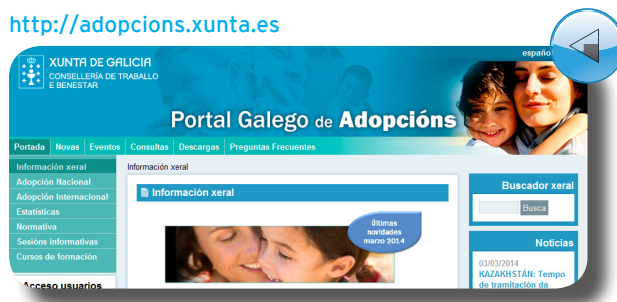 http://adopcions.xunta.es
XUNTA DE GALICIA
CONSELLERÍA DE TRABALLO
E BENESTAR
español
Portal Galego de Adopcións
Portada Novas Eventos Consultas Descargas Preguntas Frecuentes
Información xeral
Adopción Nacional
Adopción Internacional
Estatísticas
Normativa
Sesións informativas
Cursos de formación
Acceso usuarios
Información xeral
Información xeral
últimas
novidades
marzo 2014
Buscador xeral
Busca
Noticias
03/03/2014
KAZAKHSTÁN: Tempo
de tramitación da